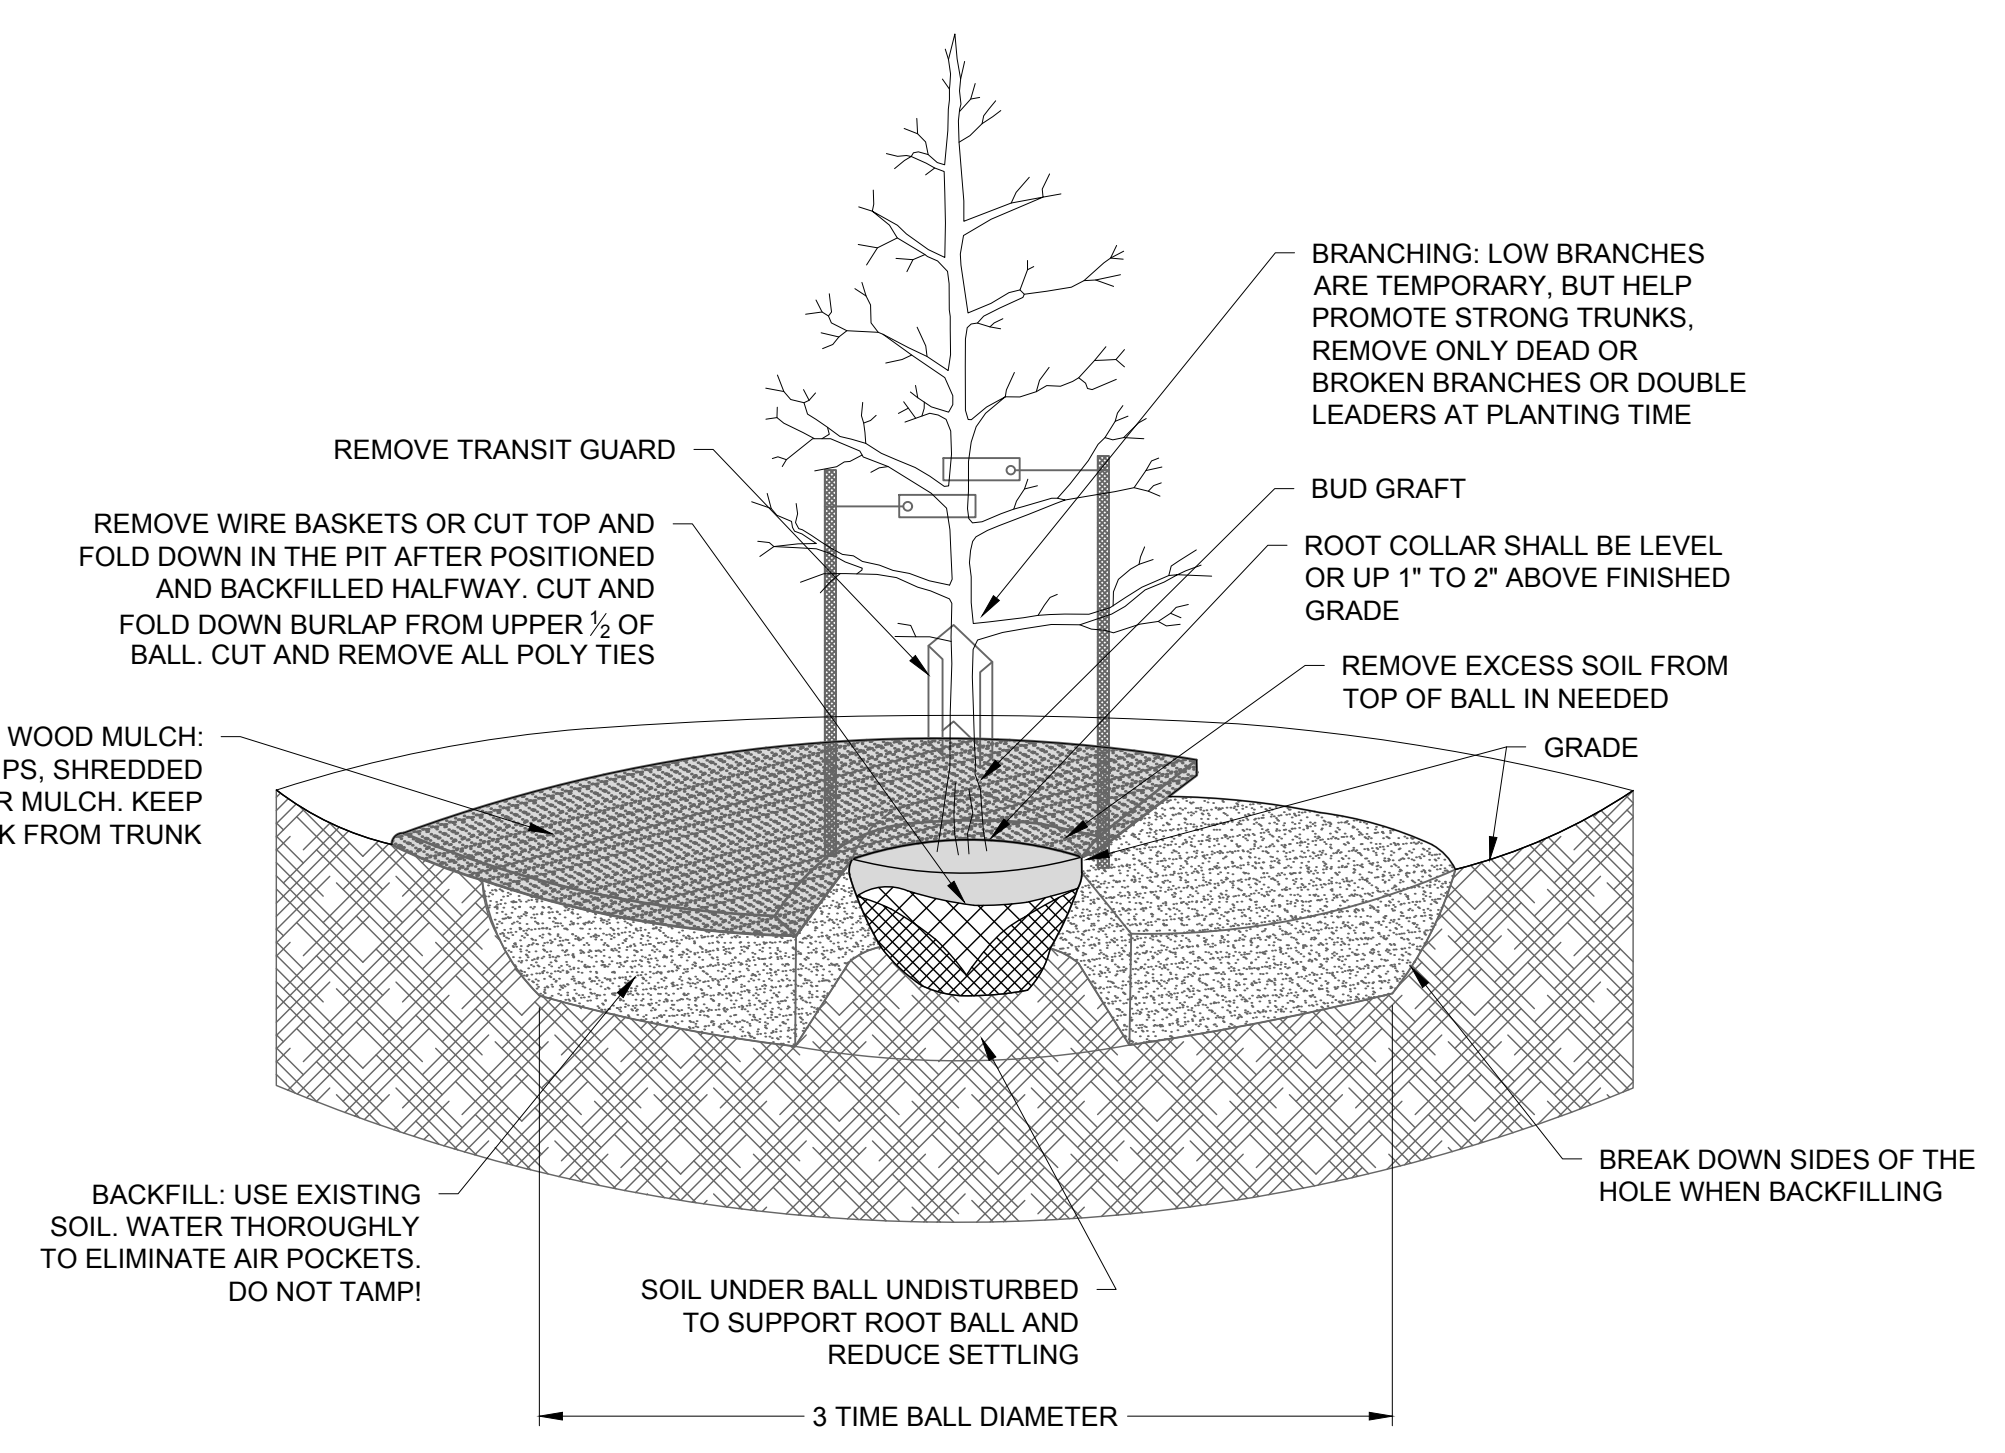 BRANCHING: LOW BRANCHES
ARE TEMPORARY, BUT HELP
PROMOTE STRONG TRUNKS,
REMOVE ONLY DEAD OR
BROKEN BRANCHES OR DOUBLE
LEADERS AT PLANTING TIME
REMOVE TRANSIT GUARD
BUD GRAFT
REMOVE WIRE BASKETS OR CUT TOP AND
FOLD DOWN IN THE PIT AFTER POSITIONED
AND BACKFILLED HALFWAY. CUT AND
FOLD DOWN BURLAP FROM UPPER ½ OF
BALL. CUT AND REMOVE ALL POLY TIES
ROOT COLLAR SHALL BE LEVEL
OR UP 1" TO 2" ABOVE FINISHED
GRADE
REMOVE EXCESS SOIL FROM
TOP OF BALL IN NEEDED
WOOD MULCH:
PS, SHREDDED
R MULCH. KEEP
K FROM TRUNK
GRADE
BREAK DOWN SIDES OF THE
HOLE WHEN BACKFILLING
BACKFILL: USE EXISTING
SOIL. WATER THOROUGHLY
TO ELIMINATE AIR POCKETS.
DO NOT TAMP!
SOIL UNDER BALL UNDISTURBED
TO SUPPORT ROOT BALL AND
REDUCE SETTLING
3 TIME BALL DIAMETER